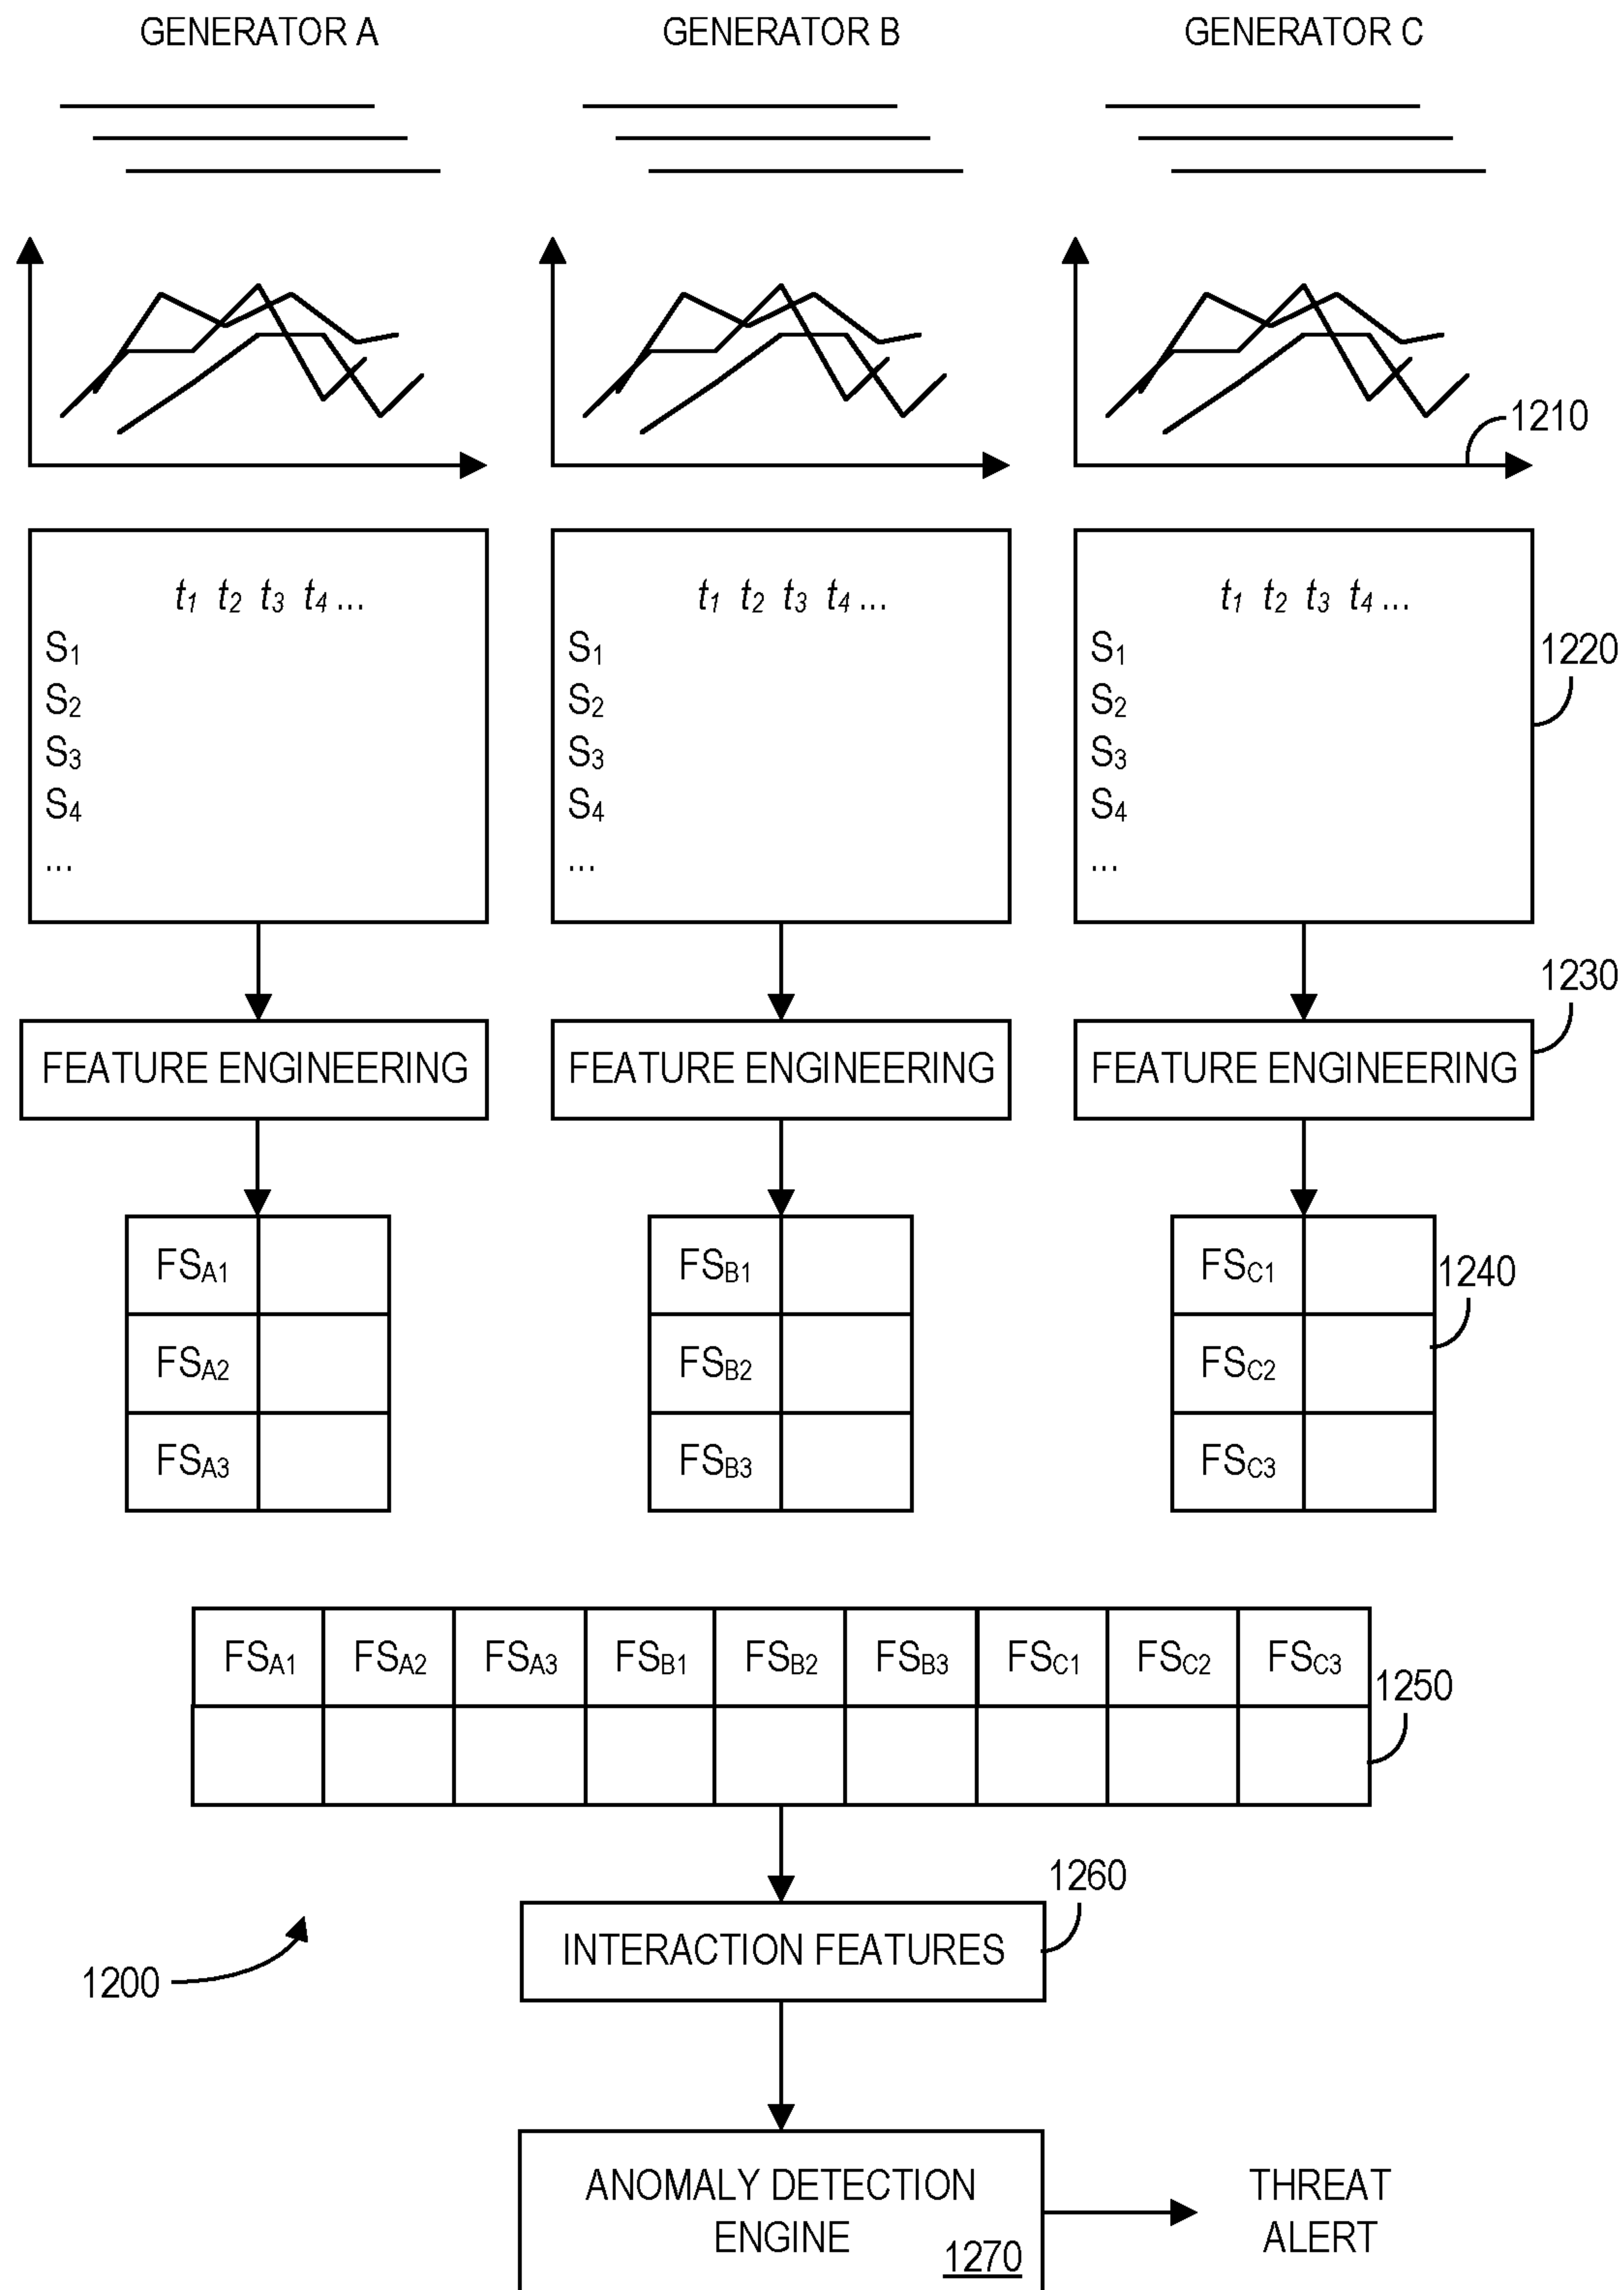 GENERATOR A GENERATOR B GENERATOR C
1210
t1 t2 t3 t4 ... t1 t2 t3 t4 ... t1 t2 t3 t4 ...
S1 S1 S1
1220
S2 S2 S2
S3 S3 S3
S4 S4 S4
... ... ...
1230
FEATURE ENGINEERING FEATURE ENGINEERING FEATURE ENGINEERING
FSA1 FSB1 FSC1
1240
FSA2 FSB2 FSC2
FSA3 FSB3 FSC3
FSA1 FSA2 FSA3 FSB1 FSB2 FSB3 FSC1 FSC2 FSC3
1250
1260
INTERACTION FEATURES
1200
ANOMALY DETECTION
ENGINE
1270
THREAT
ALERT